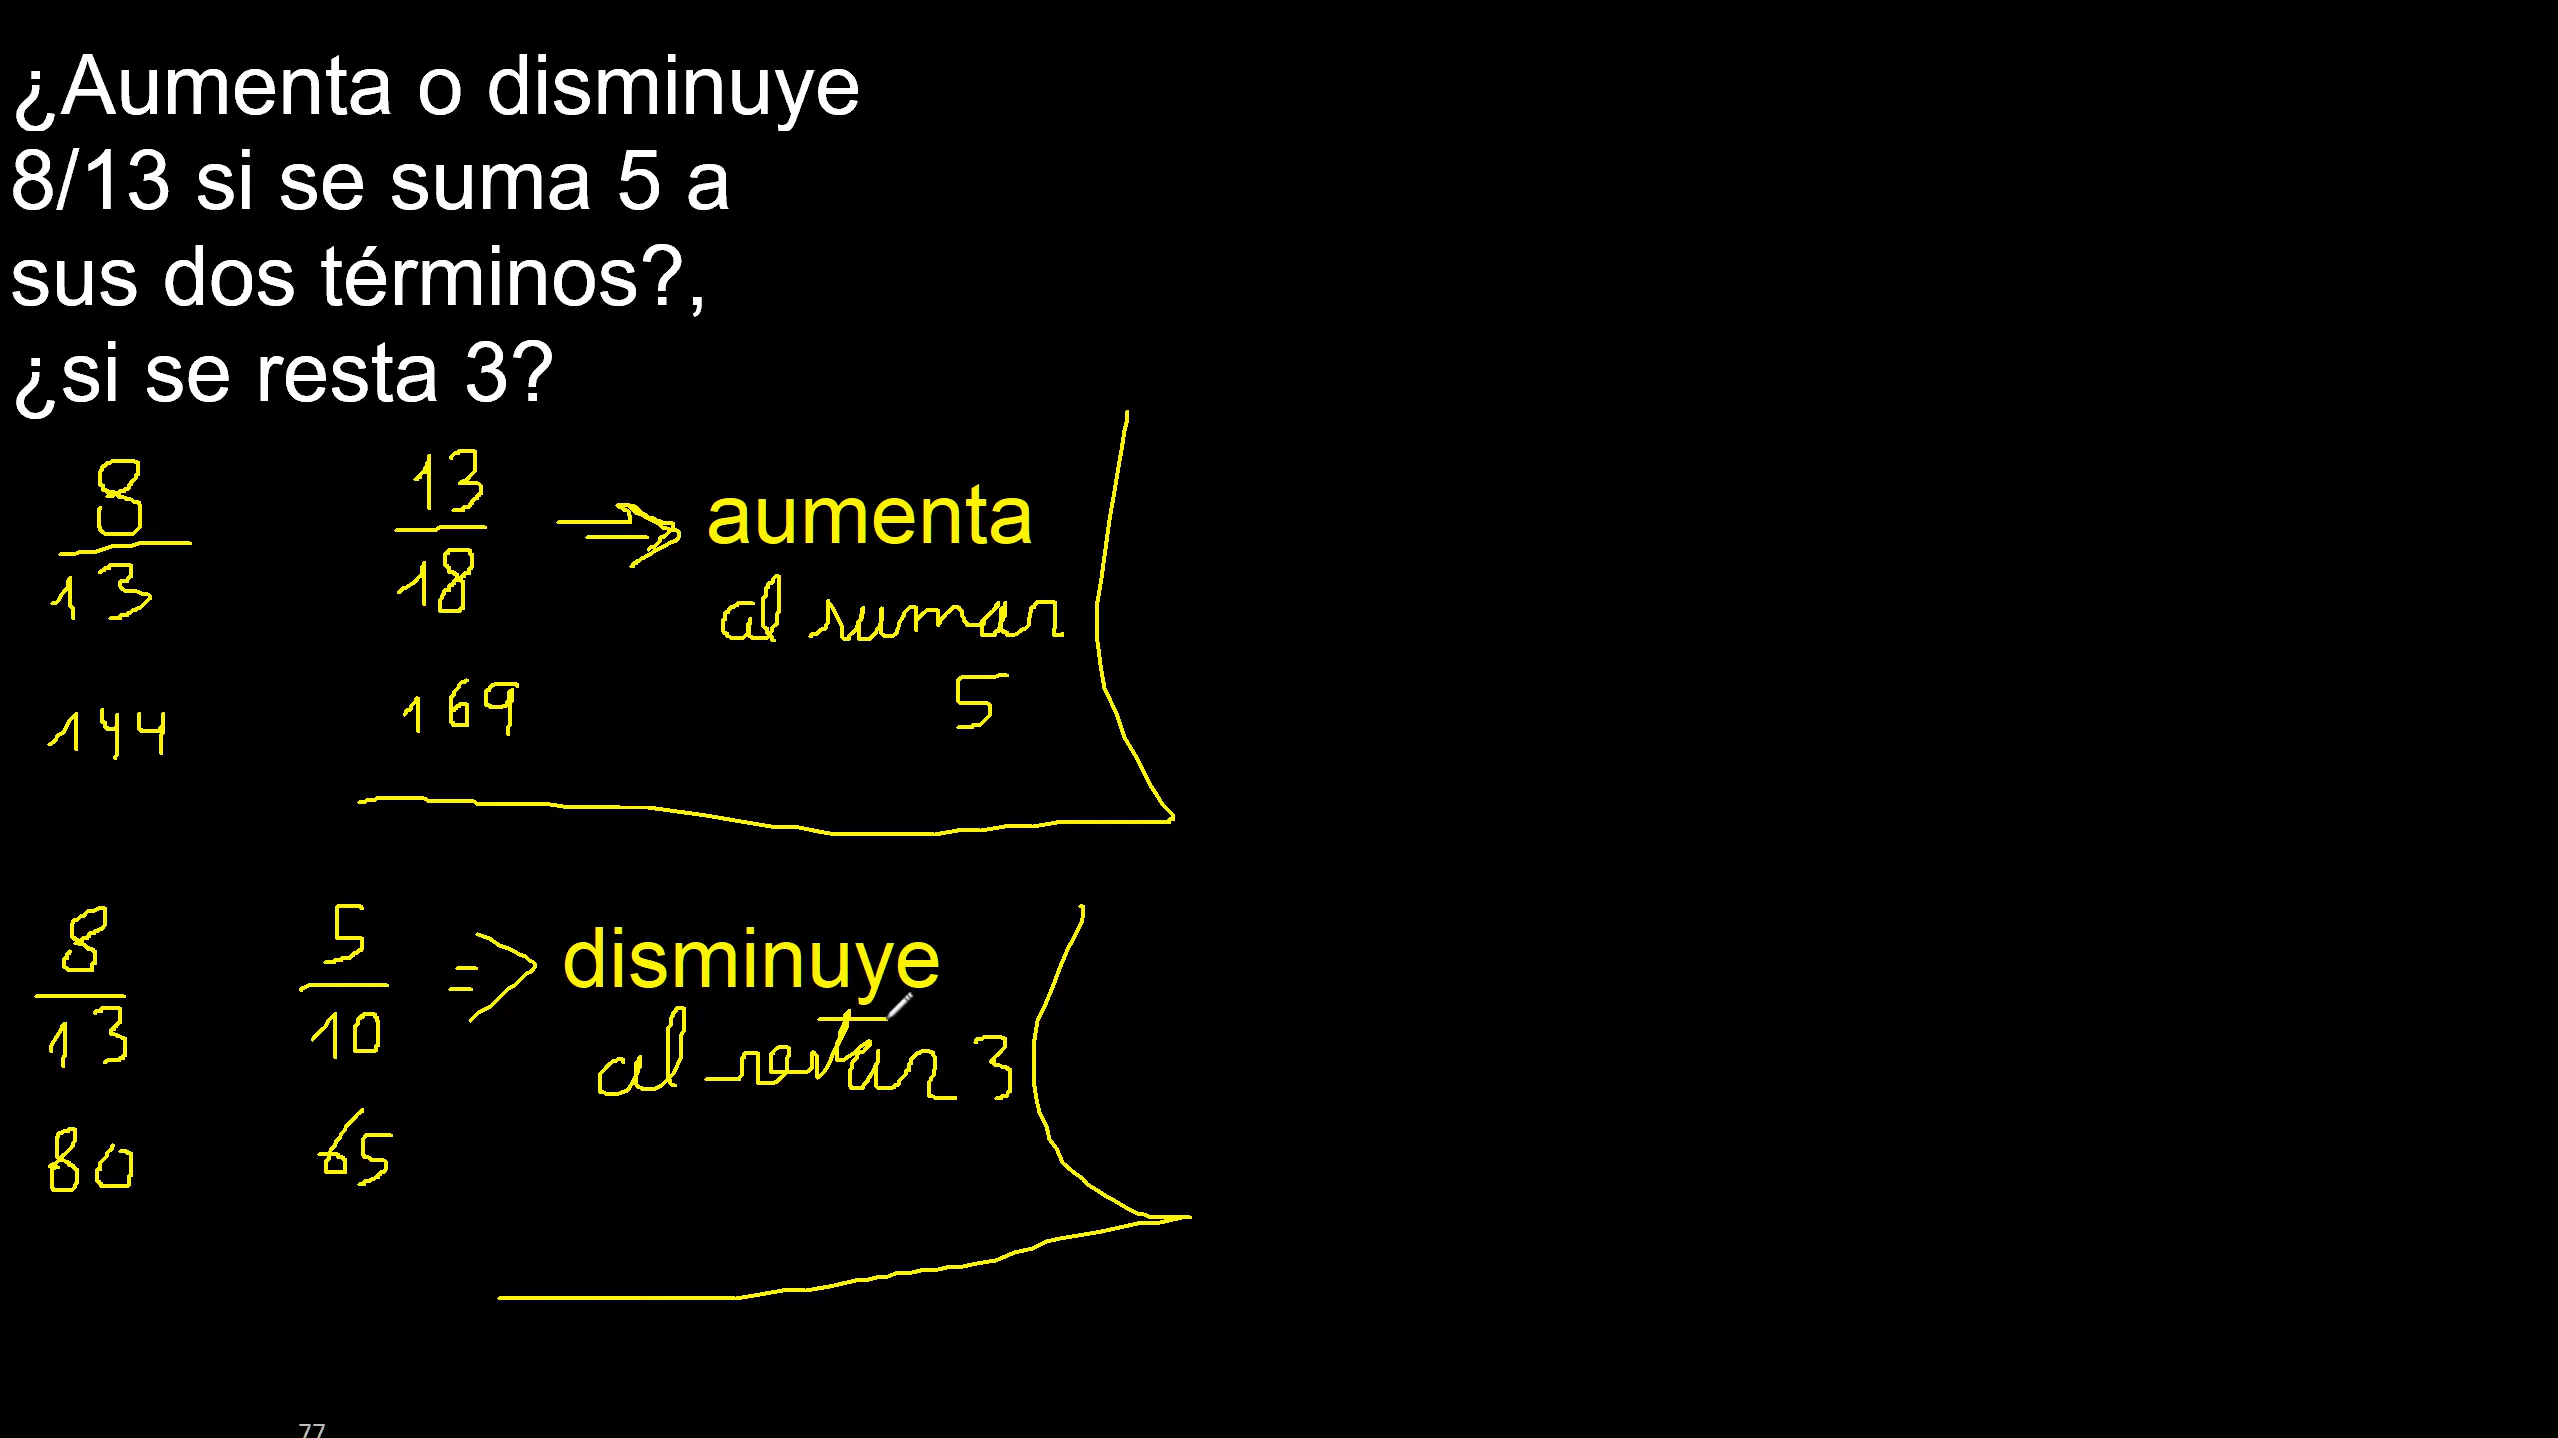 ¿Aumenta o disminuye
8/13 si se suma 5 a
sus dos términos?,
¿si se resta 3?
8 13
13 18
aumenta
al sumar
5
144 169
8 5
13 10
disminuye
al restar 3
80 65
77